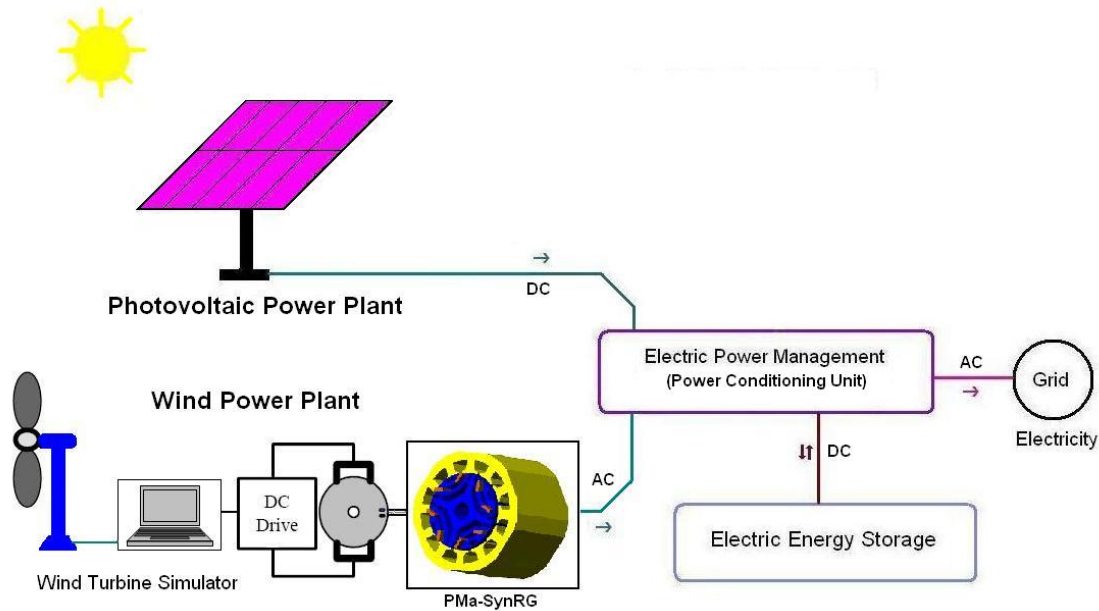 DC
Photovoltaic Power Plant
Electric Power Management
(Power Conditioning Unit)
AC
Grid
Electricity
Wind Power Plant
DC
Drive
AC
DC
Electric Energy Storage
Wind Turbine Simulator
PMa-SynRG